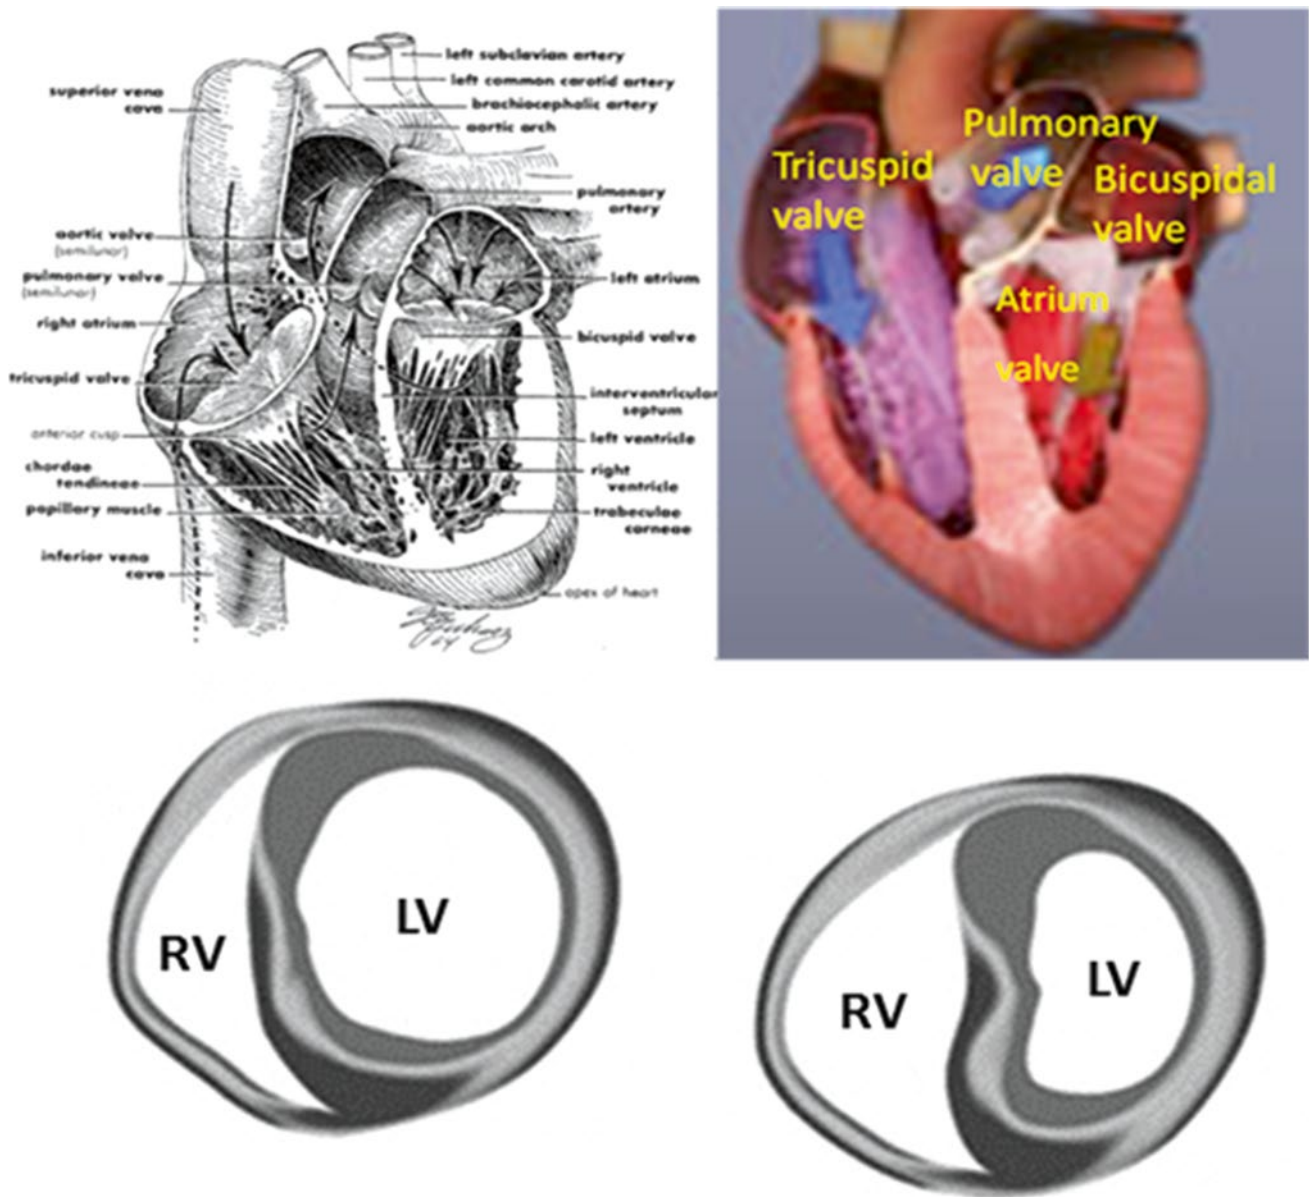 left subclavian artery
left common carotid artery
brachiocephalic artery
aortic arch
pulmonary
artery
left atrium
bicuspid valve
interventricular
septum
left ventricle
right
ventricle
trabeculae
carneae
apex of heart
superior vena
cava
aortic valve
(semilunar)
pulmonary valve
(semilunar)
right atrium
tricuspid valve
anterior cusp
chordae
tendineae
papillary muscle
inferior vena
cava
Tricuspid
valve
Pulmonary
valve
Bicuspidal
valve
Atrium
valve
RV
LV
RV
LV